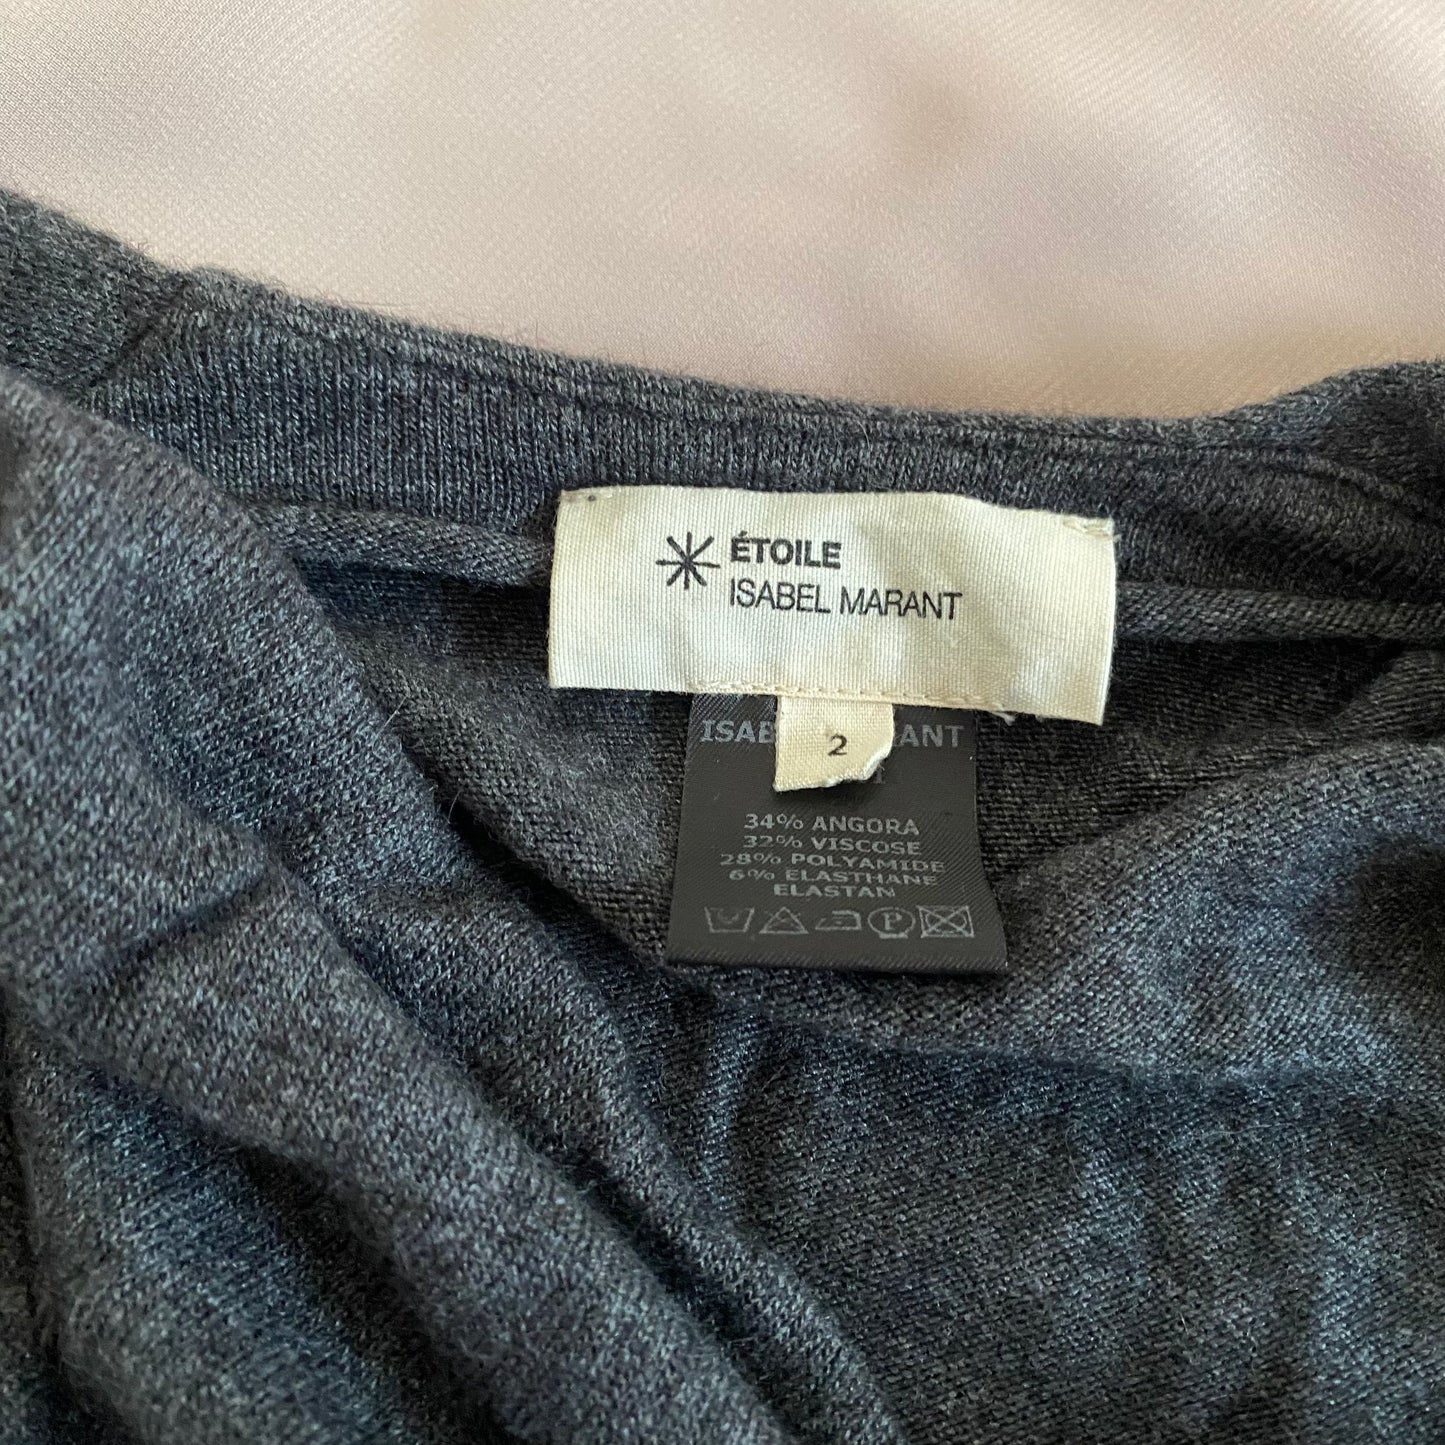 ÉTOILE
ISABEL MARANT
2
34% ANGORA
32% VISCOSE
28% POLYAMIDE
6% ELASTHANE
ELASTAN
P